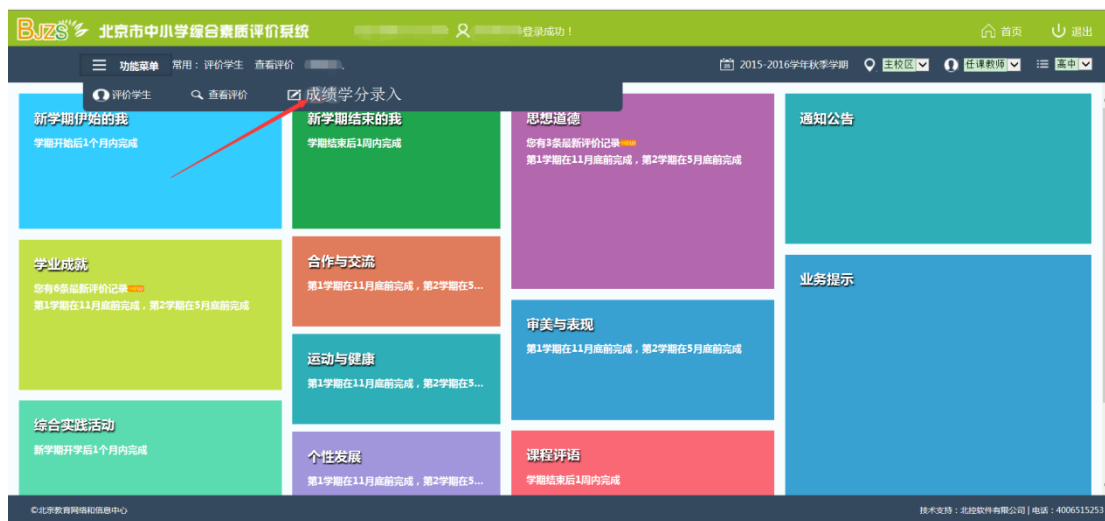 BJZS 北京市中小学综合素质评价系统 登录成功！ 首页 退出
功能菜单 常用：评价学生 查看评价 2015-2016学年秋季学期 主校区 任课教师 高中
评价学生 查看评价 成绩学分录入
新学期伊始的我
学期开始后1个月内完成
新学期结束的我
学期结束后1周内完成
思想道德
您有3条最新评价记录
第1学期在11月底前完成，第2学期在5月底前完成
通知公告
学业成就
您有6条最新评价记录
第1学期在11月底前完成，第2学期在5月底前完成
合作与交流
第1学期在11月底前完成，第2学期在5...
业务提示
审美与表现
第1学期在11月底前完成，第2学期在5月底前完成
运动与健康
第1学期在11月底前完成，第2学期在5...
综合实践活动
新学期开学后1个月内完成
个性发展
第1学期在11月底前完成，第2学期在5...
课程评语
学期结束后1周内完成
©北京教育网络和信息中心 技术支持：北控软件有限公司 | 电话：4006515253